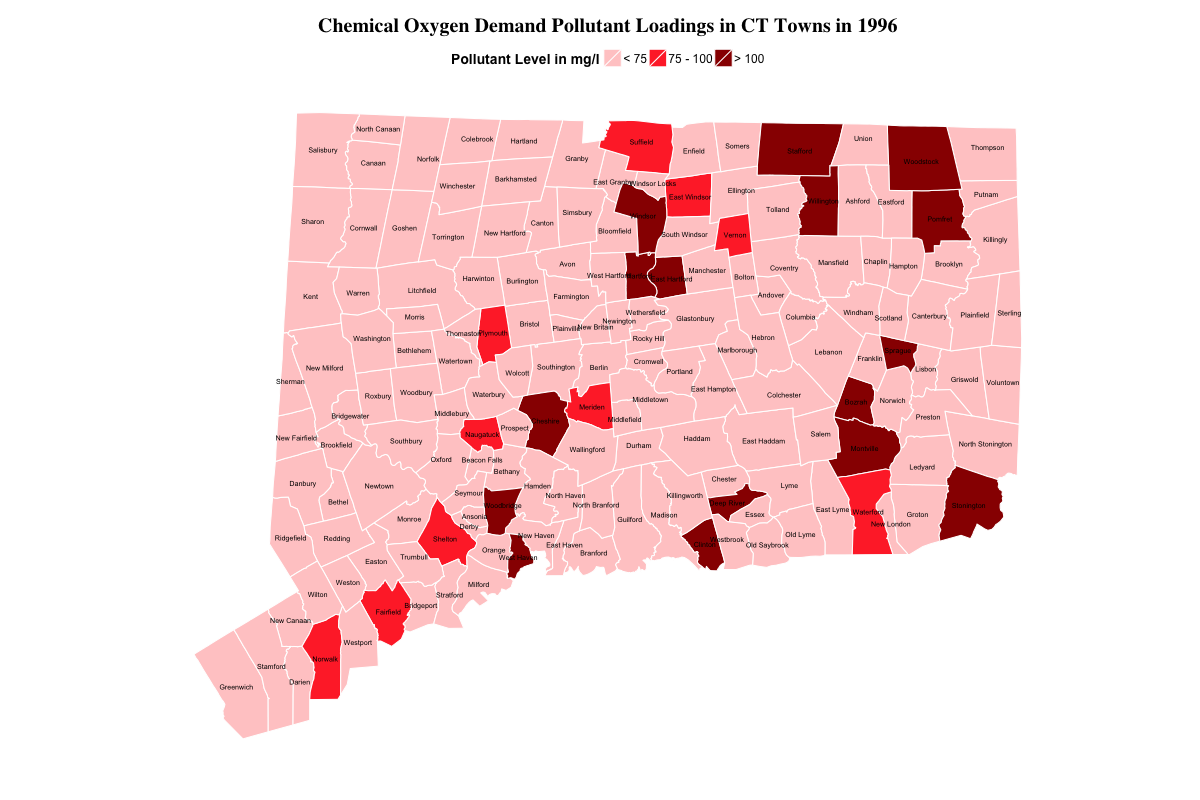 Chemical Oxygen Demand Pollutant Loadings in CT Towns in 1996
Pollutant Level in mg/l < 75 75 - 100 > 100
North Canaan
Colebrook
Hartland
Salisbury
Canaan
Norfolk
Granby
Suffield
Enfield
Somers
Stafford
Union
Woodstock
Thompson
Winchester
Barkhamsted
East Granby
Windsor Locks
East Windsor
Ellington
Tolland
Willington
Ashford
Eastford
Putnam
Sharon
Cornwall
Goshen
Torrington
New Hartford
Canton
Simsbury
Bloomfield
Windsor
South Windsor
Vernon
Pomfret
Killingly
Kent
Warren
Litchfield
Harwinton
Burlington
Avon
West Hartford
Hartford
East Hartford
Manchester
Bolton
Coventry
Mansfield
Chaplin
Hampton
Brooklyn
Morris
Farmington
Andover
Washington
Thomaston
Plymouth
Bristol
Plainville
New Britain
Newington
Wethersfield
Glastonbury
Columbia
Windham
Scotland
Canterbury
Plainfield
Sterling
Bethlehem
Watertown
Rocky Hill
Hebron
Marlborough
Lebanon
Franklin
Sprague
New Milford
Sherman
Wolcott
Southington
Berlin
Cromwell
Portland
Lisbon
Griswold
Voluntown
Roxbury
Woodbury
Waterbury
East Hampton
Colchester
Bozrah
Norwich
Bridgewater
Middlebury
Cheshire
Meriden
Middletown
Middlefield
Preston
New Fairfield
Brookfield
Southbury
Naugatuck
Prospect
Wallingford
Durham
Haddam
East Haddam
Salem
Montville
North Stonington
Oxford
Beacon Falls
Bethany
Ledyard
Danbury
Bethel
Newtown
Seymour
Woodbridge
Hamden
North Haven
North Branford
Killingworth
Chester
Deep River
Lyme
Stonington
Monroe
Ansonia
Derby
Guilford
Madison
Essex
East Lyme
Waterford
New London
Groton
Ridgefield
Redding
Shelton
Orange
New Haven
West Haven
East Haven
Branford
Clinton
Westbrook
Old Saybrook
Old Lyme
Easton
Trumbull
Wilton
Weston
Milford
Stratford
Bridgeport
Fairfield
New Canaan
Westport
Norwalk
Stamford
Darien
Greenwich